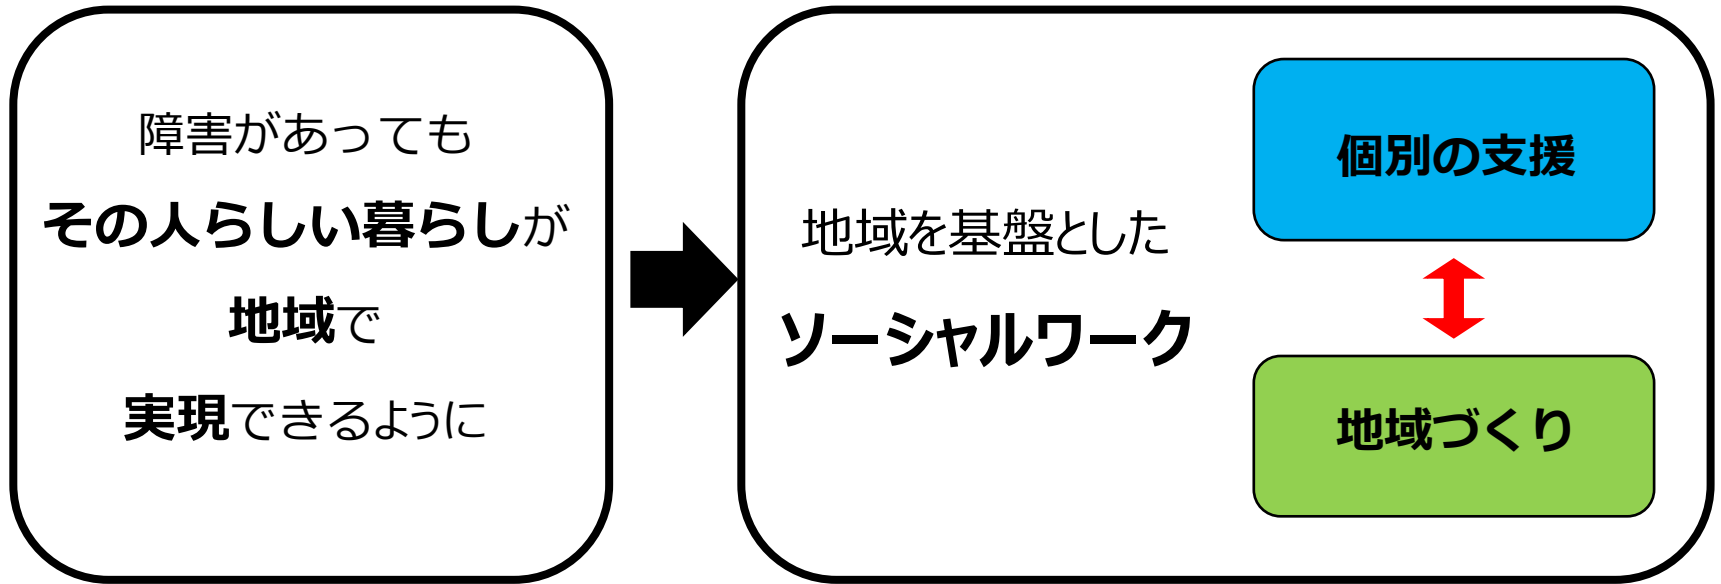 障害があっても
その人らしい暮らしが
地域で
実現できるように
地域を基盤とした
ソーシャルワーク
個別の支援
地域づくり